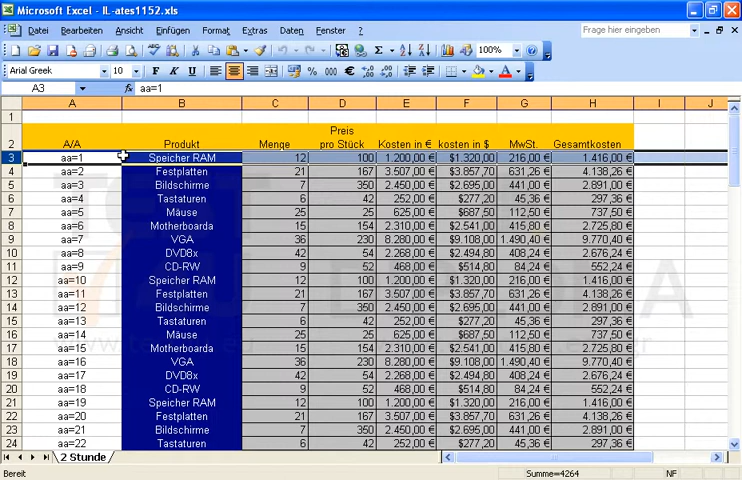 Microsoft Excel - IL-ates1152.xls
Datei Bearbeiten Ansicht Einfügen Format Extras Daten Fenster ? Frage hier eingeben
100%
Arial Greek 10 F K U % 000 €
A3 aa=1
A B C D E F G H I J
1
2 A/A Produkt Menge Preis pro Stück Kosten in € kosten in $ MwSt. Gesamtkosten
3 aa=1 Speicher RAM 12 100 1.200,00 € $1.320,00 216,00 € 1.416,00 €
4 aa=2 Festplatten 21 167 3.507,00 € $3.857,70 631,26 € 4.138,26 €
5 aa=3 Bildschirme 7 350 2.450,00 € $2.695,00 441,00 € 2.891,00 €
6 aa=4 Tastaturen 6 42 252,00 € $277,20 45,36 € 297,36 €
7 aa=5 Mäuse 25 25 625,00 € $687,50 112,50 € 737,50 €
8 aa=6 Motherboarda 15 154 2.310,00 € $2.541,00 415,80 € 2.725,80 €
9 aa=7 VGA 36 230 8.280,00 € $9.108,00 1.490,40 € 9.770,40 €
10 aa=8 DVD8x 42 54 2.268,00 € $2.494,80 408,24 € 2.676,24 €
11 aa=9 CD-RW 9 52 468,00 € $514,80 84,24 € 552,24 €
12 aa=10 Speicher RAM 12 100 1.200,00 € $1.320,00 216,00 € 1.416,00 €
13 aa=11 Festplatten 21 167 3.507,00 € $3.857,70 631,26 € 4.138,26 €
14 aa=12 Bildschirme 7 350 2.450,00 € $2.695,00 441,00 € 2.891,00 €
15 aa=13 Tastaturen 6 42 252,00 € $277,20 45,36 € 297,36 €
16 aa=14 Mäuse 25 25 625,00 € $687,50 112,50 € 737,50 €
17 aa=15 Motherboarda 15 154 2.310,00 € $2.541,00 415,80 € 2.725,80 €
18 aa=16 VGA 36 230 8.280,00 € $9.108,00 1.490,40 € 9.770,40 €
19 aa=17 DVD8x 42 54 2.268,00 € $2.494,80 408,24 € 2.676,24 €
20 aa=18 CD-RW 9 52 468,00 € $514,80 84,24 € 552,24 €
21 aa=19 Speicher RAM 12 100 1.200,00 € $1.320,00 216,00 € 1.416,00 €
22 aa=20 Festplatten 21 167 3.507,00 € $3.857,70 631,26 € 4.138,26 €
23 aa=21 Bildschirme 7 350 2.450,00 € $2.695,00 441,00 € 2.891,00 €
24 aa=22 Tastaturen 6 42 252,00 € $277,20 45,36 € 297,36 €
2 Stunde
Bereit Summe=4264 NF